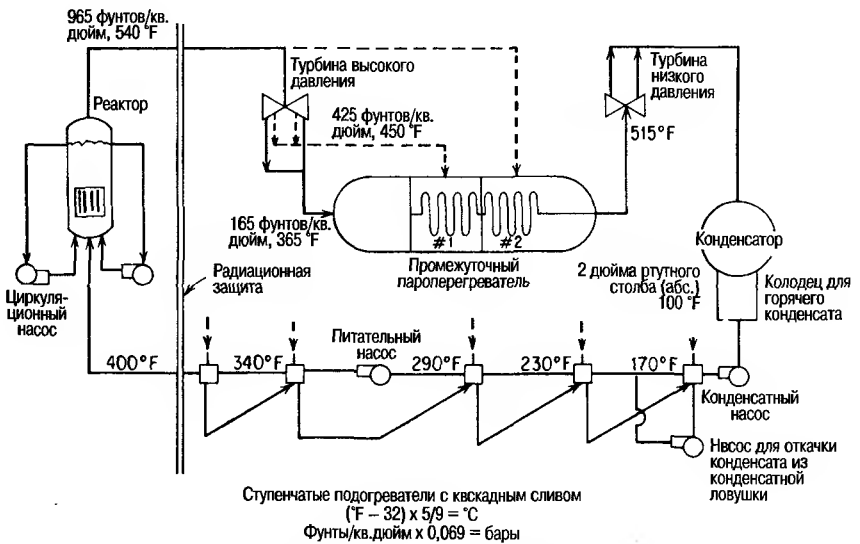 965 фунтов/кв.
дюйм, 540 °F
Реактор
Турбина высокого
давления
425 фунтов/кв.
дюйм, 450 °F
Турбина
низкого
давления
515°F
165 фунтов/кв.
дюйм, 365 °F
#1
#2
Промежуточный
пароперегреватель
Конденсатор
2 дюйма ртутного
столба (абс.)
100 °F
Колодец для
горячего
конденсата
Радиационная
защита
Циркуля-
ционный
насос
Питательный
насос
400°F
340°F
290°F
230°F
170°F
Конденсатный
насос
Нвсос для откачки
конденсата из
конденсатной
ловушки
Ступенчатые подогреватели с квскадным сливом
(°F – 32) x 5/9 = °C
Фунты/кв.дюйм x 0,069 = бары